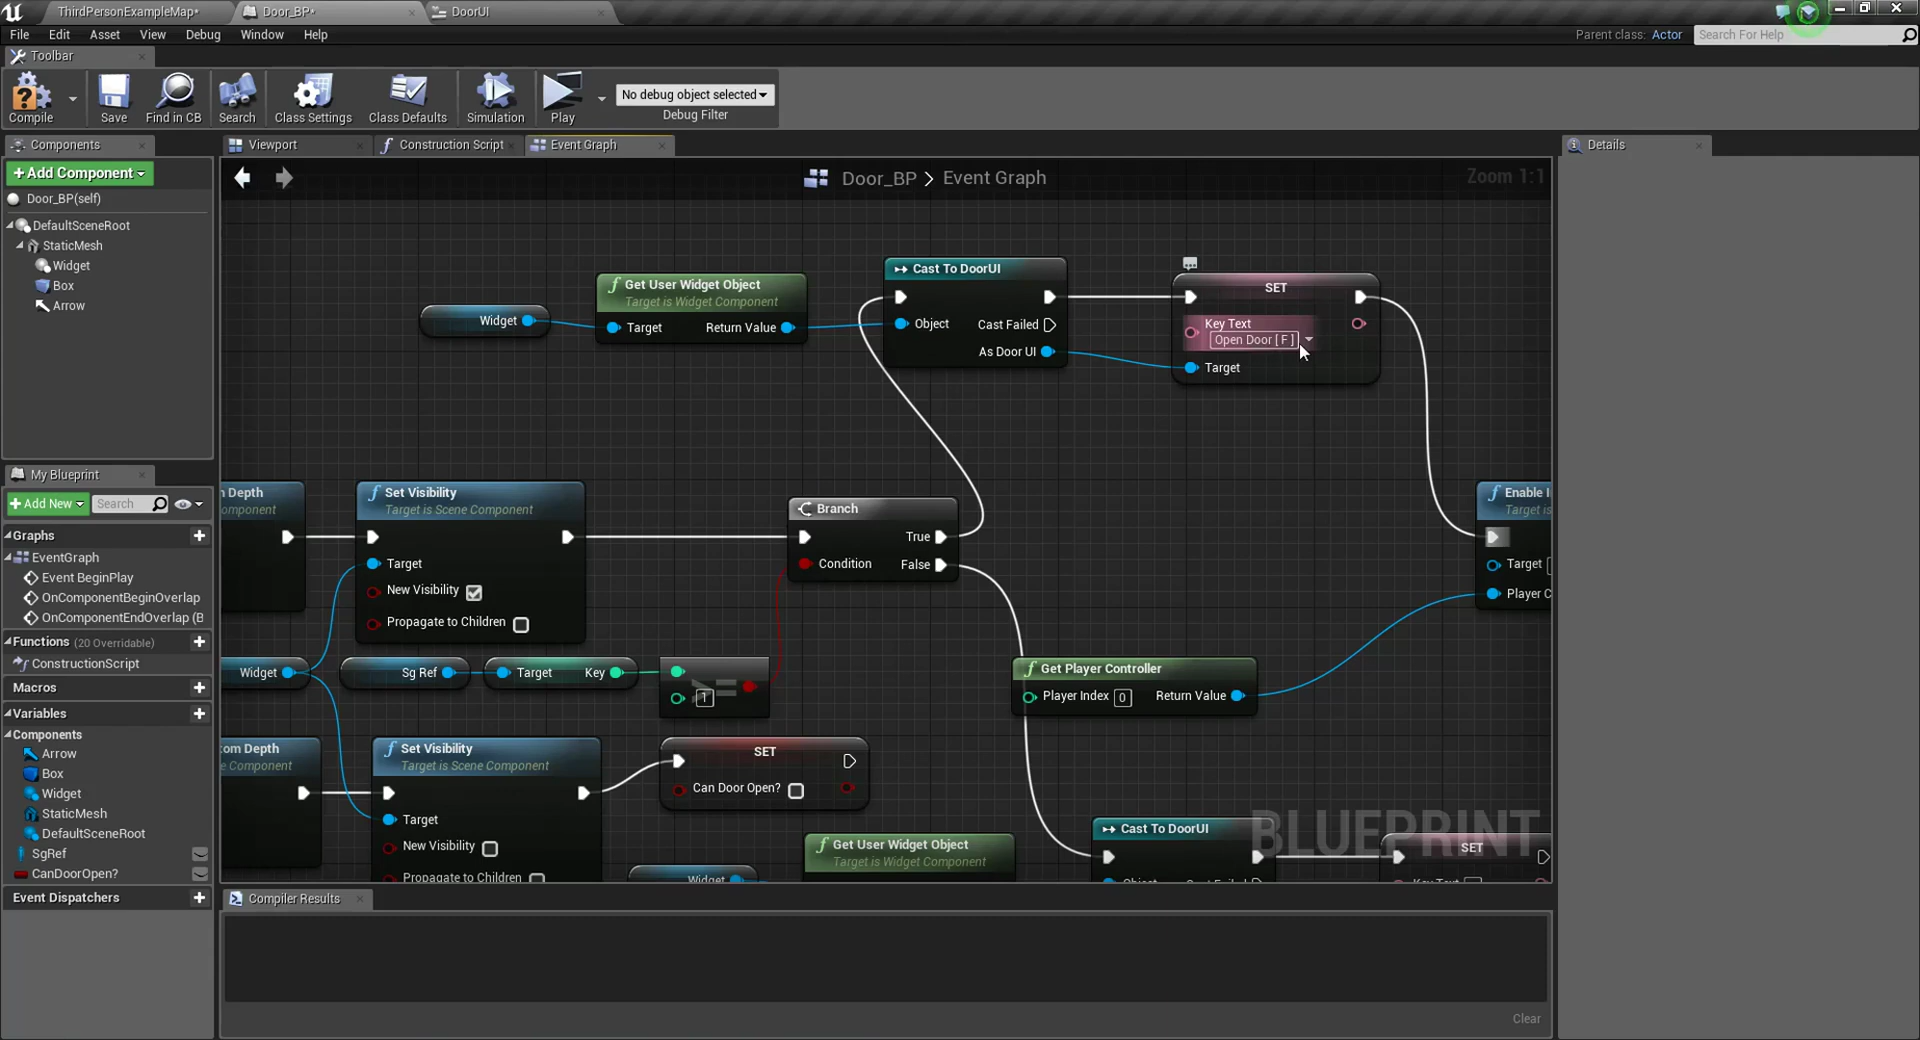 ThirdPersonExampleMap*
Door_BP*
DoorUI
File Edit Asset View Debug Window Help
Parent class: Actor
Search For Help
Toolbar
Compile
Save
Find in CB
Search
Class Settings
Class Defaults
Simulation
Play
No debug object selected
Debug Filter
Components
+Add Component
Door_BP(self)
DefaultSceneRoot
StaticMesh
Widget
Box
Arrow
My Blueprint
+Add New
Search
Graphs
EventGraph
Event BeginPlay
OnComponentBeginOverlap
OnComponentEndOverlap (B
Functions (20 Overridable)
ConstructionScript
Macros
Variables
Components
Arrow
Box
Widget
StaticMesh
DefaultSceneRoot
SgRef
CanDoorOpen?
Event Dispatchers
Viewport
Construction Script
Event Graph
Door_BP > Event Graph
Zoom 1:1
Widget
Get User Widget Object
Target is Widget Component
Target Return Value
Cast To DoorUI
Object Cast Failed
As Door UI
SET
Key Text
Open Door [ F ]
Target
Depth
omponent
Set Visibility
Target is Scene Component
Target
New Visibility
Propagate to Children
Branch
True
Condition False
Enable I
Target is
Target
Player C
Widget
Sg Ref
Target Key
>=
1
Get Player Controller
Player Index 0 Return Value
om Depth
e Component
Set Visibility
Target is Scene Component
Target
New Visibility
Propagate to Children
SET
Can Door Open?
Get User Widget Object
Target is Widget Component
Widget
Cast To DoorUI
Object Cast Failed
SET
Key Text
BLUEPRINT
Compiler Results
Clear
Details